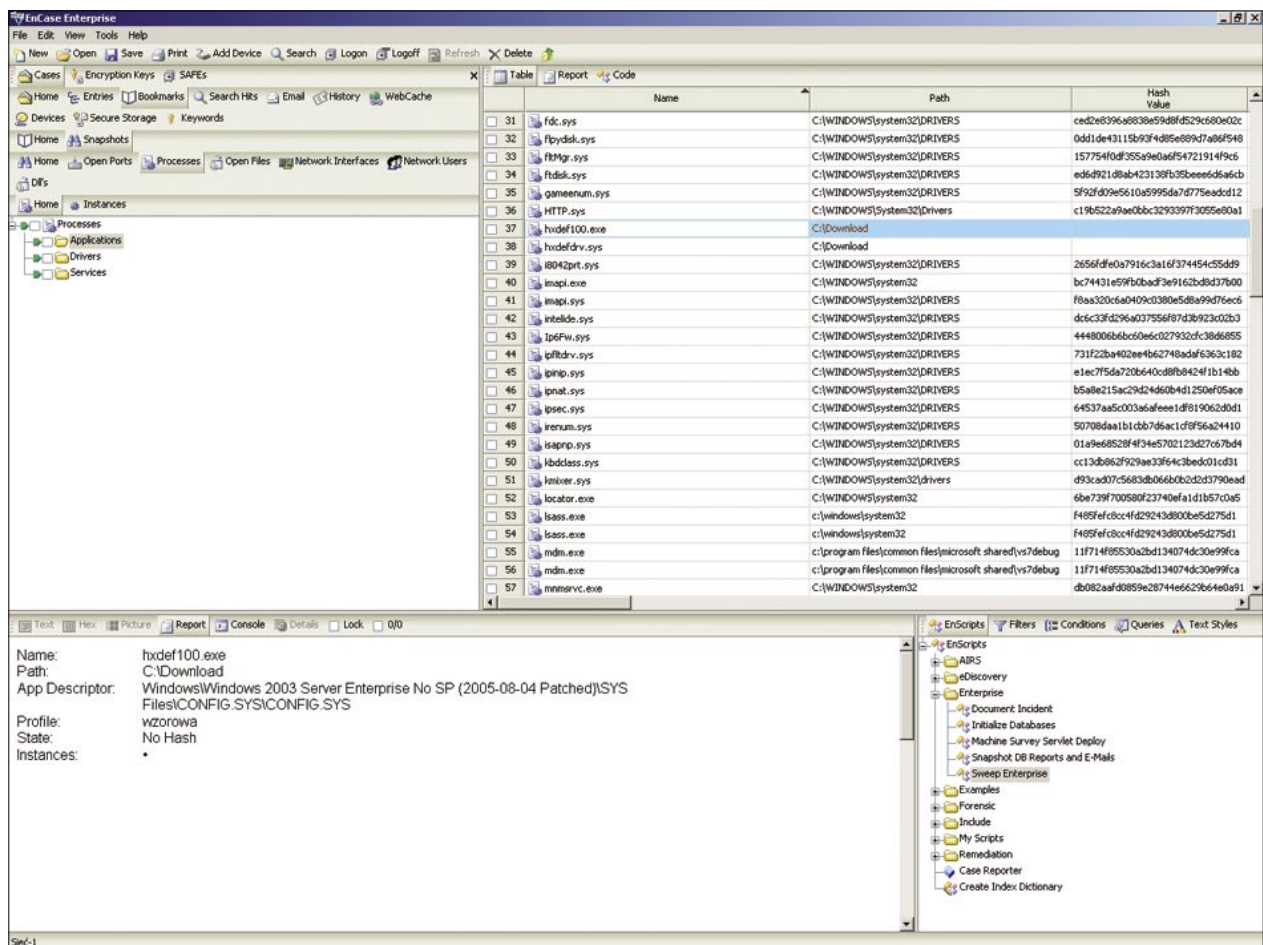 EnCase Enterprise
File Edit View Tools Help
New Open Save Print Add Device Search Logon Logoff Refresh Delete
Cases Encryption Keys SAFEs
Home Entries Bookmarks Search Hits Email History WebCache
Devices Secure Storage Keywords
Home Snapshots
Home Open Ports Processes Open Files Network Interfaces Network Users
Dll's
Home Instances
Processes
Applications
Drivers
Services
Table Report Code
Name Path Hash Value
31 fdc.sys C:\WINDOWS\system32\DRIVERS ced2e8396a8838e59d8fd529c680e02c
32 flpydisk.sys C:\WINDOWS\system32\DRIVERS 0dd1de43115b93f4d85e889d7a86f548
33 fltMgr.sys C:\WINDOWS\system32\DRIVERS 157754f0df355a9e0a6f54721914f9c6
34 ftdisk.sys C:\WINDOWS\system32\DRIVERS ed6d921d8ab423138fb35beee6d6a6cb
35 gameenum.sys C:\WINDOWS\system32\DRIVERS 5f92fd09e5610a5995da7d775eadcd12
36 HTTP.sys C:\WINDOWS\System32\Drivers c19b522a9ae0bbc3293397f3055e80a1
37 hxdef100.exe C:\Download
38 hxdefdrv.sys C:\Download
39 i8042prt.sys C:\WINDOWS\system32\DRIVERS 2656fdfe0a7916c3a16f374454c55dd9
40 imapi.exe C:\WINDOWS\system32 bc74431e59fb0badf3e9162bd8d37b00
41 imapi.sys C:\WINDOWS\system32\DRIVERS f8aa320c6a0409c0380e5d8a99d76ec6
42 intelide.sys C:\WINDOWS\system32\DRIVERS dc6c33fd296a037556f87d3b923c02b3
43 Ip6Fw.sys C:\WINDOWS\system32\DRIVERS 4448006b6bc60e6c027932cfc38d6855
44 ipfltdrv.sys C:\WINDOWS\system32\DRIVERS 731f22ba402ee4b62748adaf6363c182
45 ipinip.sys C:\WINDOWS\system32\DRIVERS e1ec7f5da720b640cd8fb8424f1b14bb
46 ipnat.sys C:\WINDOWS\system32\DRIVERS b5a8e215ac29d24d60b4d1250ef05ace
47 ipsec.sys C:\WINDOWS\system32\DRIVERS 64537aa5c003a6afeee1df819062d0d1
48 irenum.sys C:\WINDOWS\system32\DRIVERS 50708daa1b1cbb7d6ac1cf8f56a24410
49 isapnp.sys C:\WINDOWS\system32\DRIVERS 01a9e68528f4f34e5702123d27c67bd4
50 kbdclass.sys C:\WINDOWS\system32\DRIVERS cc13db862f929ae33f64c3bedc01cd31
51 kmixer.sys C:\WINDOWS\system32\drivers d93cad07c5683db066b0b2d2d3790ead
52 locator.exe C:\WINDOWS\system32 6be739f700580f23740efa1d1b57c0a5
53 lsass.exe c:\windows\system32 f485fefc8cc4fd29243d800be5d275d1
54 lsass.exe c:\windows\system32 f485fefc8cc4fd29243d800be5d275d1
55 mdm.exe c:\program files\common files\microsoft shared\vs7debug 11f714f85530a2bd134074dc30e99fca
56 mdm.exe c:\program files\common files\microsoft shared\vs7debug 11f714f85530a2bd134074dc30e99fca
57 mnmsrvc.exe C:\WINDOWS\system32 db082aafd0859e28744e6629b64e0a91
Text Hex Picture Report Console Details Lock 0/0
Name: hxdef100.exe
Path: C:\Download
App Descriptor: Windows\Windows 2003 Server Enterprise No SP (2005-08-04 Patched)\SYS
Files\CONFIG.SYS\CONFIG.SYS
Profile: wzorowa
State: No Hash
Instances: •
EnScripts Filters Conditions Queries Text Styles
EnScripts
AIRS
eDiscovery
Enterprise
Document Incident
Initialize Databases
Machine Survey Servlet Deploy
Snapshot DB Reports and E-Mails
Sweep Enterprise
Examples
Forensic
Include
My Scripts
Remediation
Case Reporter
Create Index Dictionary
Sieć-1